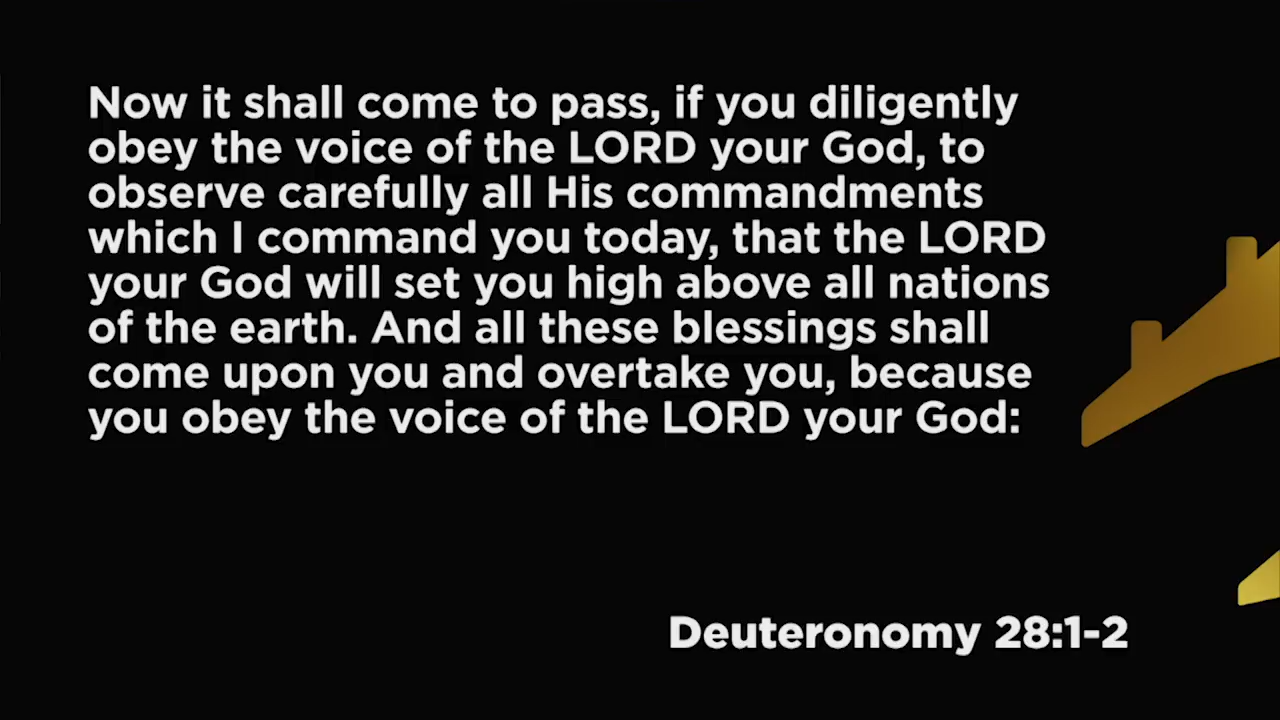 Now it shall come to pass, if you diligently
obey the voice of the LORD your God, to
observe carefully all His commandments
which I command you today, that the LORD
your God will set you high above all nations
of the earth. And all these blessings shall
come upon you and overtake you, because
you obey the voice of the LORD your God:
Deuteronomy 28:1-2